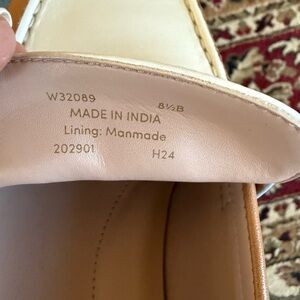 W32089 8½B
MADE IN INDIA
Lining: Manmade
202901 H24